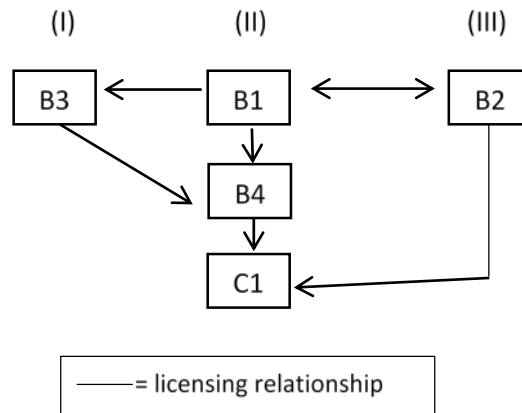 (I) (II) (III)
B3 B1 B2
B4
C1
= licensing relationship